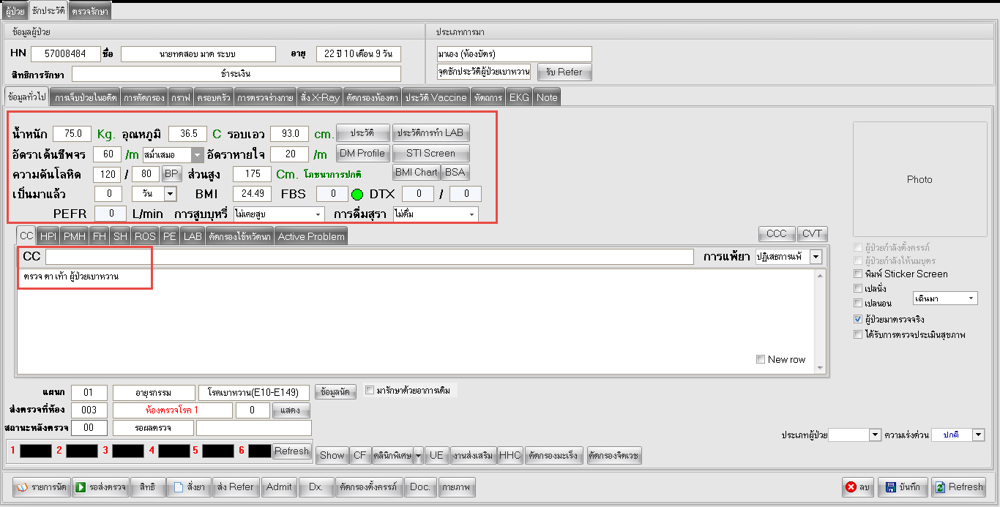 ผู้ป่วย ซักประวัติ ตรวจรักษา
ข้อมูลผู้ป่วย ประเภทการมา
HN 57008484 ชื่อ นายทดสอบ มาด ระบบ อายุ 22 ปี 10 เดือน 9 วัน มาเอง (ห้องบัตร)
สิทธิการรักษา ชำระเงิน จุดซักประวัติผู้ป่วยเบาหวาน รับ Refer
ข้อมูลทั่วไป การเจ็บป่วยในอดีต การคัดกรอง กราฟ ครอบครัว การตรวจร่างกาย สั่ง X-Ray คัดกรองห้องตา ประวัติ Vaccine หัตถการ EKG Note
น้ำหนัก 75.0 Kg. อุณหภูมิ 36.5 C รอบเอว 93.0 cm. ประวัติ ประวัติการทำ LAB
อัตราเต้นชีพจร 60 /m สม่ำเสมอ อัตราหายใจ 20 /m DM Profile STI Screen
ความดันโลหิต 120 / 80 BP ส่วนสูง 175 Cm. โภชนาการปกติ BMI Chart BSA
เป็นมาแล้ว 0 วัน BMI 24.49 FBS 0 DTX 0 / 0
PEFR 0 L/min การสูบบุหรี่ ไม่เคยสูบ การดื่มสุรา ไม่ดื่ม
Photo
CC HPI PMH FH SH ROS PE LAB คัดกรองไข้หวัดนก Active Problem CCC CVT
CC การแพ้ยา ปฏิเสธการแพ้
ตรวจ ตา เท้า ผู้ป่วยเบาหวาน
New row
ผู้ป่วยกำลังตั้งครรภ์
ผู้ป่วยกำลังให้นมบุตร
พิมพ์ Sticker Screen
เปลนั่ง
เปลนอน เดินมา
ผู้ป่วยมาตรวจจริง
ได้รับการตรวจประเมินสุขภาพ
แผนก 01 อายุรกรรม โรคเบาหวาน(E10-E149) ข้อมูลนัด มารักษาด้วยอาการเดิม
ส่งตรวจที่ห้อง 003 ห้องตรวจโรค 1 0 แสดง
สถานะหลังตรวจ 00 รอผลตรวจ ประเภทผู้ป่วย ความเร่งด่วน ปกติ
1 2 3 4 5 6 Refresh Show CF คลินิกพิเศษ UE งานส่งเสริม HHC คัดกรองมะเร็ง คัดกรองจิตเวช
รายการนัด รอส่งตรวจ สิทธิ สั่งยา ส่ง Refer Admit Dx. คัดกรองตั้งครรภ์ Doc. กายภาพ ลบ บันทึก Refresh